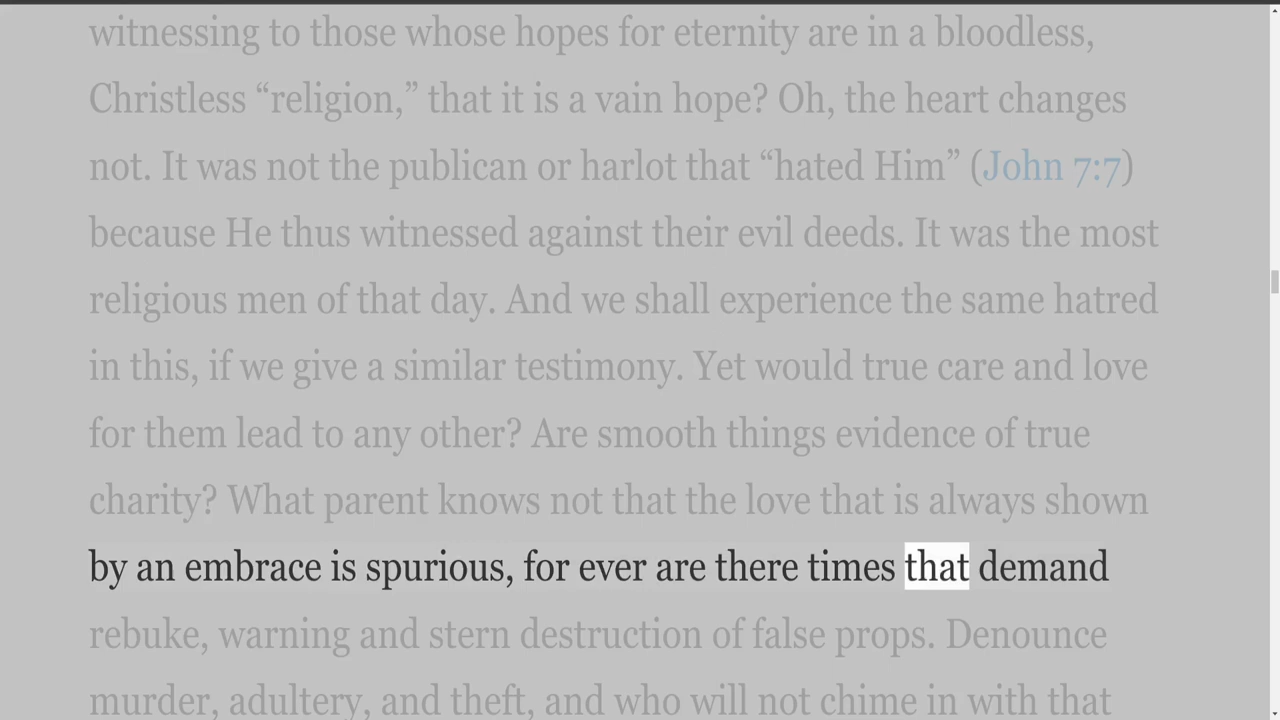 witnessing to those whose hopes for eternity are in a bloodless,
Christless “religion,” that it is a vain hope? Oh, the heart changes
not. It was not the publican or harlot that “hated Him” (John 7:7)
because He thus witnessed against their evil deeds. It was the most
religious men of that day. And we shall experience the same hatred
in this, if we give a similar testimony. Yet would true care and love
for them lead to any other? Are smooth things evidence of true
charity? What parent knows not that the love that is always shown
by an embrace is spurious, for ever are there times that demand
rebuke, warning and stern destruction of false props. Denounce
murder, adultery, and theft, and who will not chime in with that